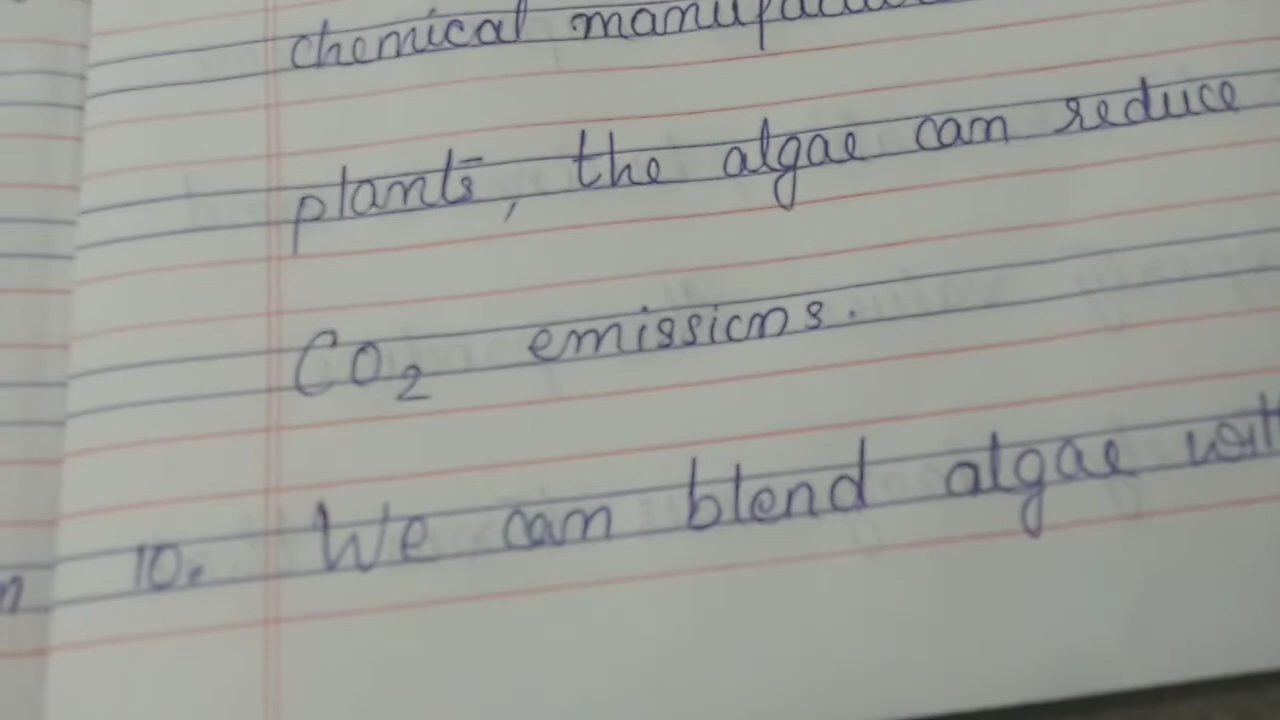 chemical
plants, the algae can reduce
CO₂ emissions.
10. We can blend algae